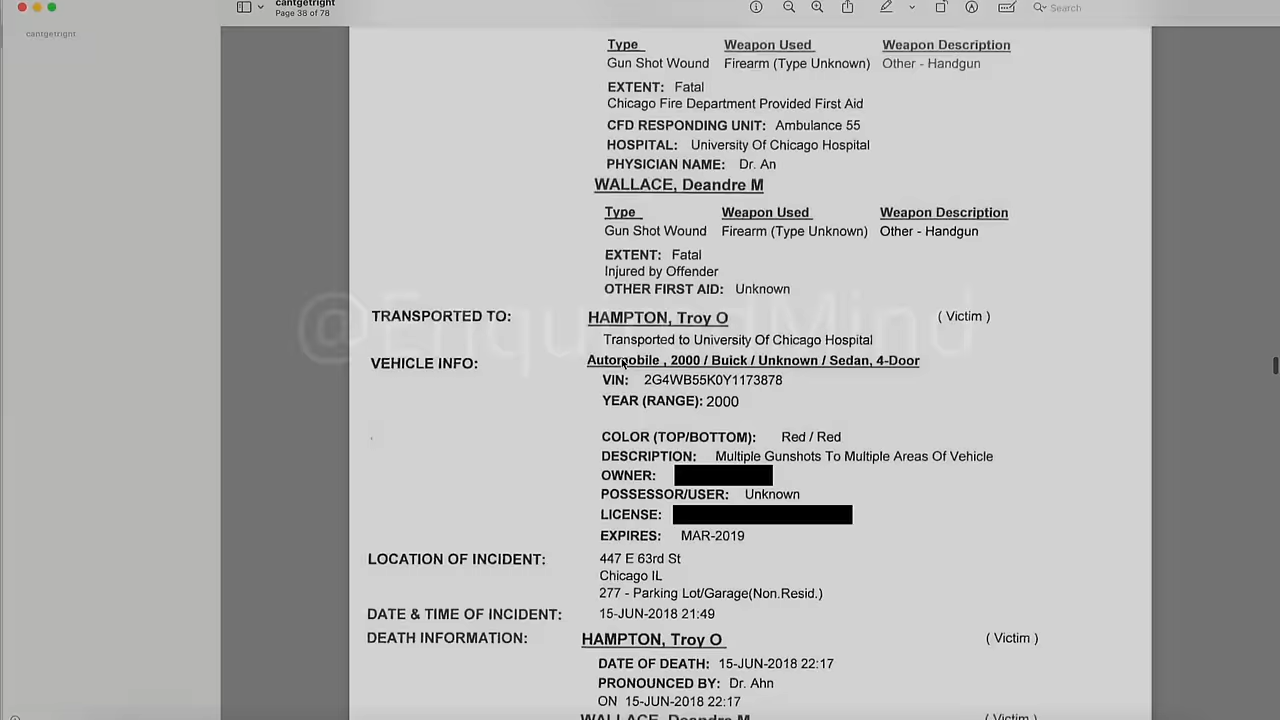 cantgetright
Page 38 of 78
Search
cantgetright
Type Weapon Used Weapon Description
Gun Shot Wound Firearm (Type Unknown) Other - Handgun
EXTENT: Fatal
Chicago Fire Department Provided First Aid
CFD RESPONDING UNIT: Ambulance 55
HOSPITAL: University Of Chicago Hospital
PHYSICIAN NAME: Dr. An
WALLACE, Deandre M
Type Weapon Used Weapon Description
Gun Shot Wound Firearm (Type Unknown) Other - Handgun
EXTENT: Fatal
Injured by Offender
OTHER FIRST AID: Unknown
TRANSPORTED TO: HAMPTON, Troy O ( Victim )
@EnquiredMind
Transported to University Of Chicago Hospital
VEHICLE INFO: Automobile , 2000 / Buick / Unknown / Sedan, 4-Door
VIN: 2G4WB55K0Y1173878
YEAR (RANGE): 2000
COLOR (TOP/BOTTOM): Red / Red
DESCRIPTION: Multiple Gunshots To Multiple Areas Of Vehicle
OWNER:
POSSESSOR/USER: Unknown
LICENSE:
EXPIRES: MAR-2019
LOCATION OF INCIDENT: 447 E 63rd St
Chicago IL
277 - Parking Lot/Garage(Non.Resid.)
DATE & TIME OF INCIDENT: 15-JUN-2018 21:49
DEATH INFORMATION: HAMPTON, Troy O ( Victim )
DATE OF DEATH: 15-JUN-2018 22:17
PRONOUNCED BY: Dr. Ahn
ON 15-JUN-2018 22:17
WALLACE, Deandre M ( Victim )